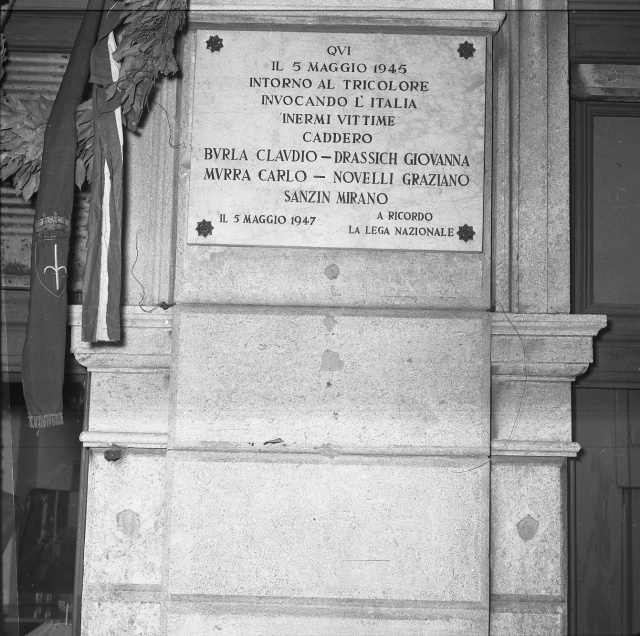 QVI
IL 5 MAGGIO 1945
INTORNO AL TRICOLORE
INVOCANDO L'ITALIA
INERMI VITTIME
CADDERO
BVRLA CLAVDIO – DRASSICH GIOVANNA
MVRRA CARLO – NOVELLI GRAZIANO
SANZIN MIRANO
IL 5 MAGGIO 1947
A RICORDO
LA LEGA NAZIONALE